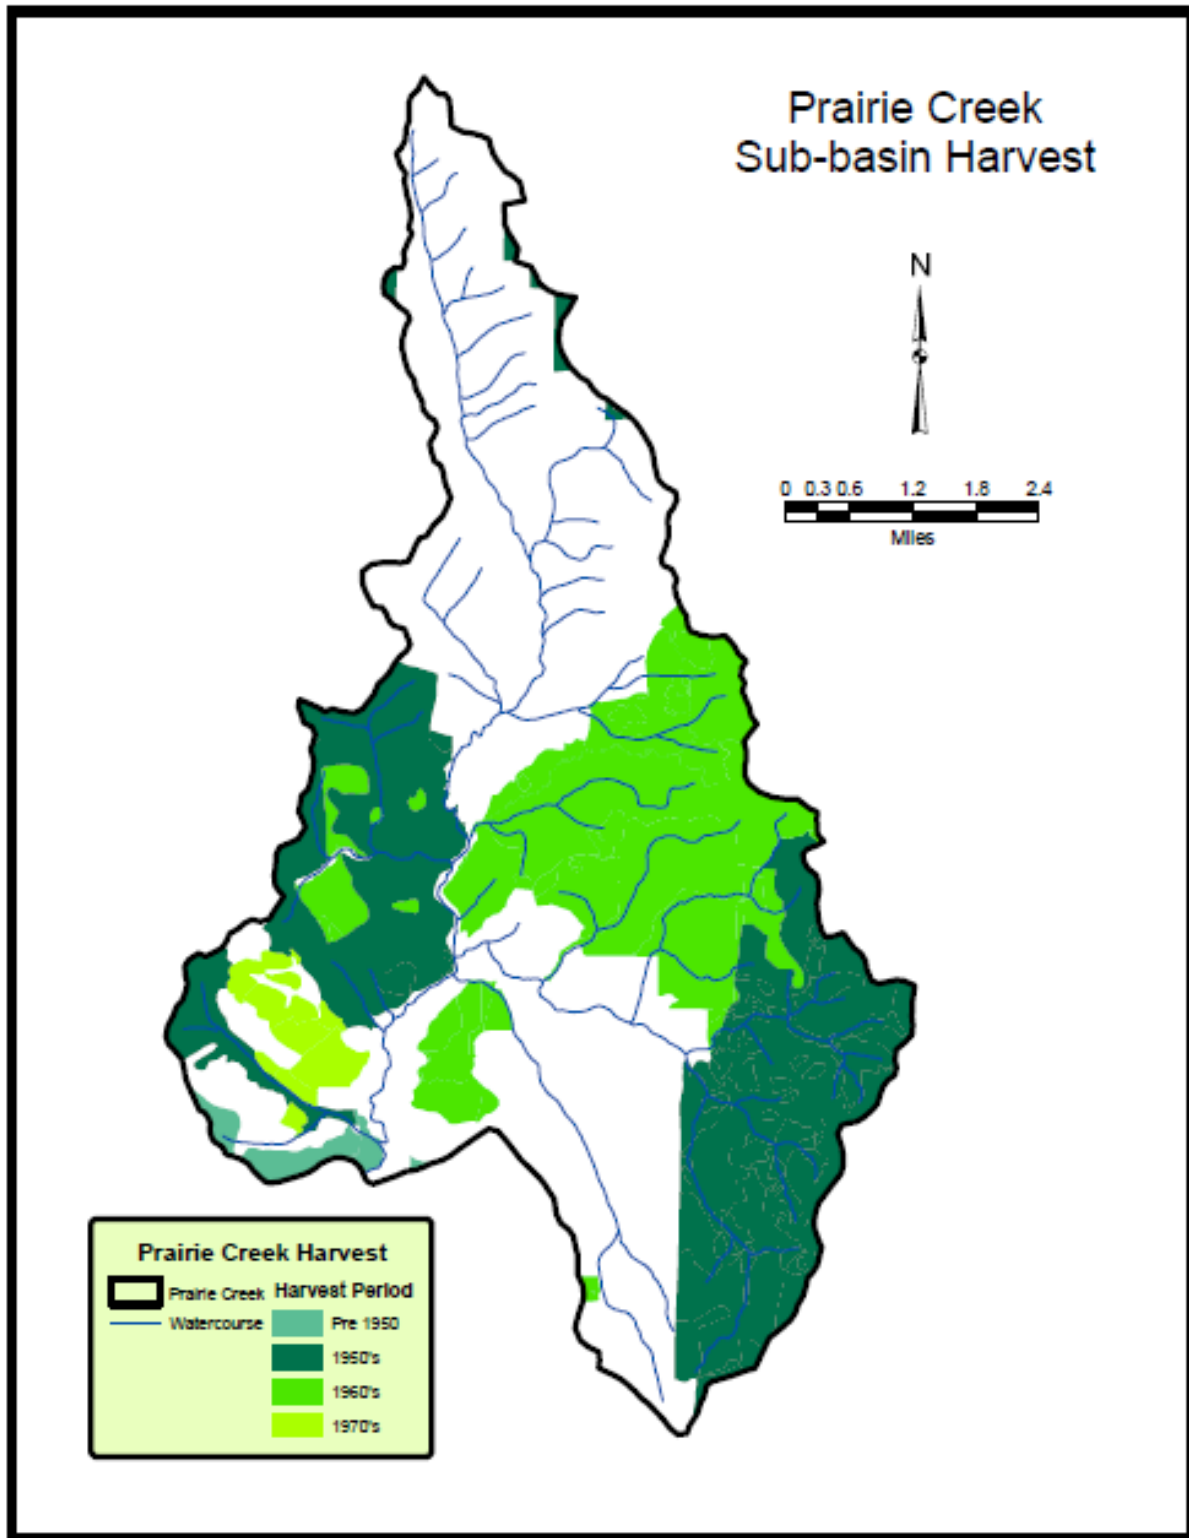 Prairie Creek
Sub-basin Harvest
N
0 0.3 0.6 1.2 1.8 2.4
Miles
Prairie Creek Harvest
Prairie Creek Harvest Period
Watercourse Pre 1950
1950's
1960's
1970's